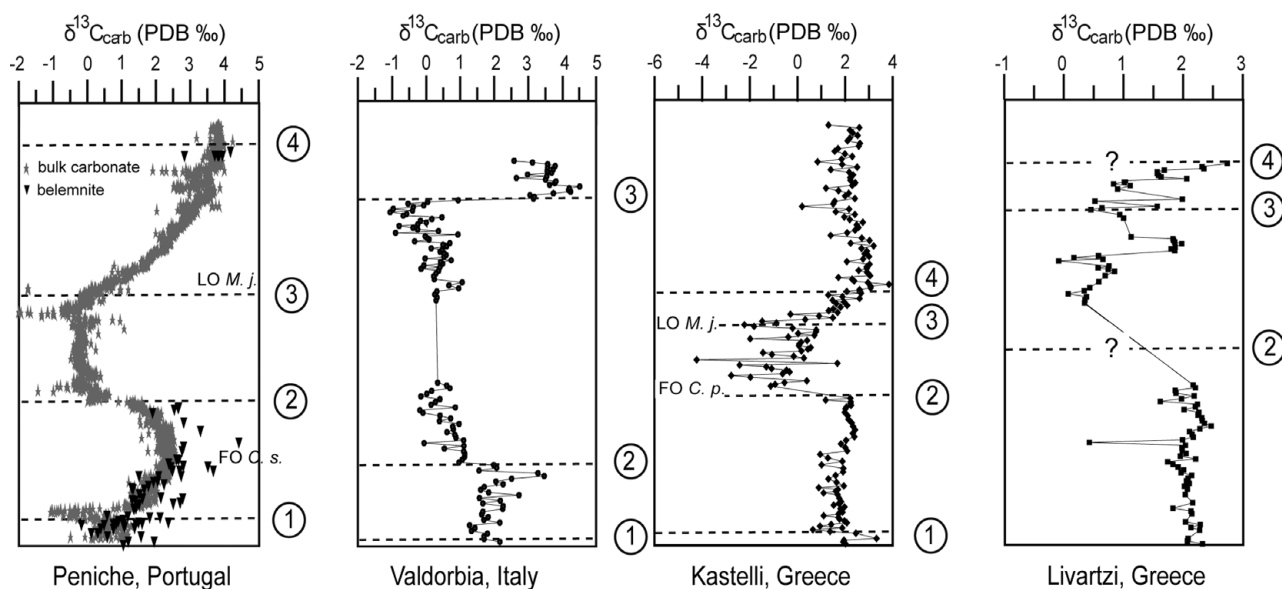 δ13Ccarb (PDB ‰)
-2 -1 0 1 2 3 4 5
4
bulk carbonate
belemnite
LO M. j.
3
2
FO C. s.
1
Peniche, Portugal
δ13Ccarb (PDB ‰)
-2 -1 0 1 2 3 4 5
3
2
1
Valdorbia, Italy
δ13Ccarb (PDB ‰)
-6 -4 -2 0 2 4
4
LO M. j.
3
FO C. p.
2
1
Kastelli, Greece
δ13Ccarb (PDB ‰)
-1 0 1 2 3
? 4
3
? 2
Livartzi, Greece